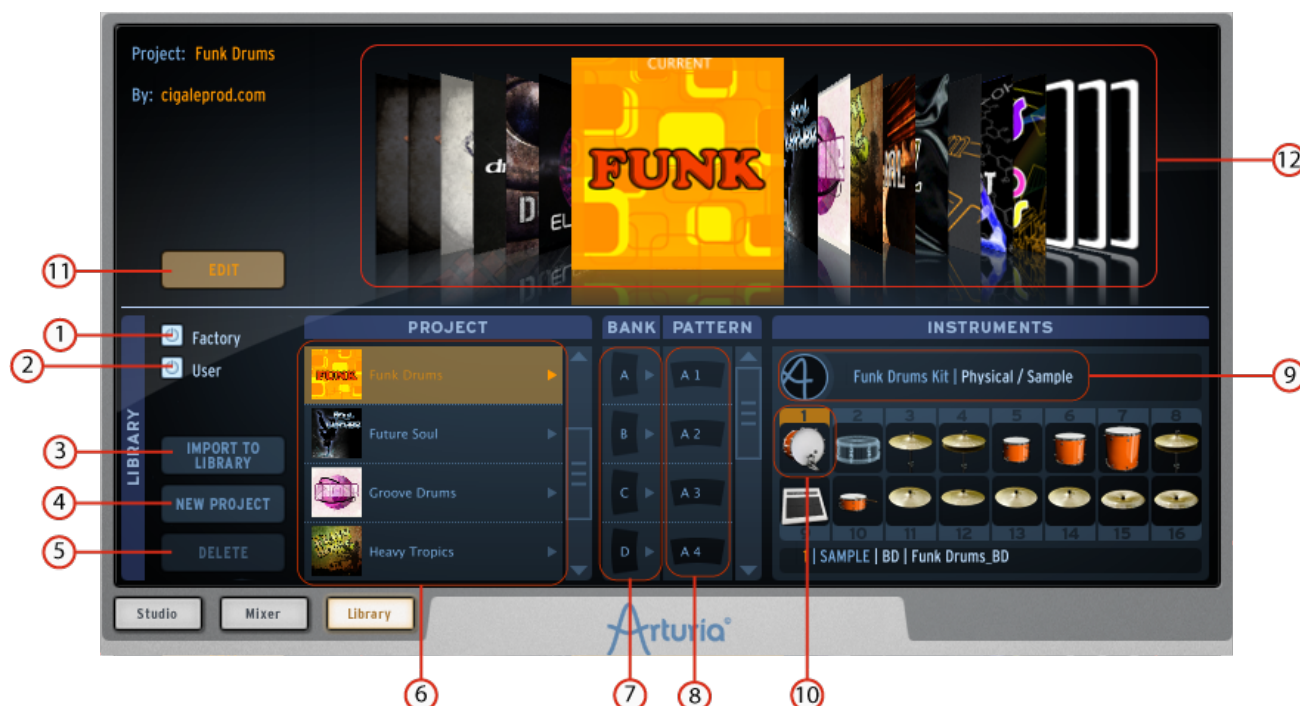 Project: Funk Drums
By: cigaleprod.com
CURRENT
FUNK
12
11
EDIT
LIBRARY
1
Factory
2
User
3
IMPORT TO
LIBRARY
4
NEW PROJECT
5
DELETE
PROJECT
Funk Drums
Future Soul
Groove Drums
Heavy Tropics
BANK
A
B
C
D
PATTERN
A 1
A 2
A 3
A 4
INSTRUMENTS
Funk Drums Kit | Physical / Sample
9
1 2 3 4 5 6 7 8
9 10 11 12 13 14 15 16
1 | SAMPLE | BD | Funk Drums_BD
Studio
Mixer
Library
Arturia©
6
7
8
10